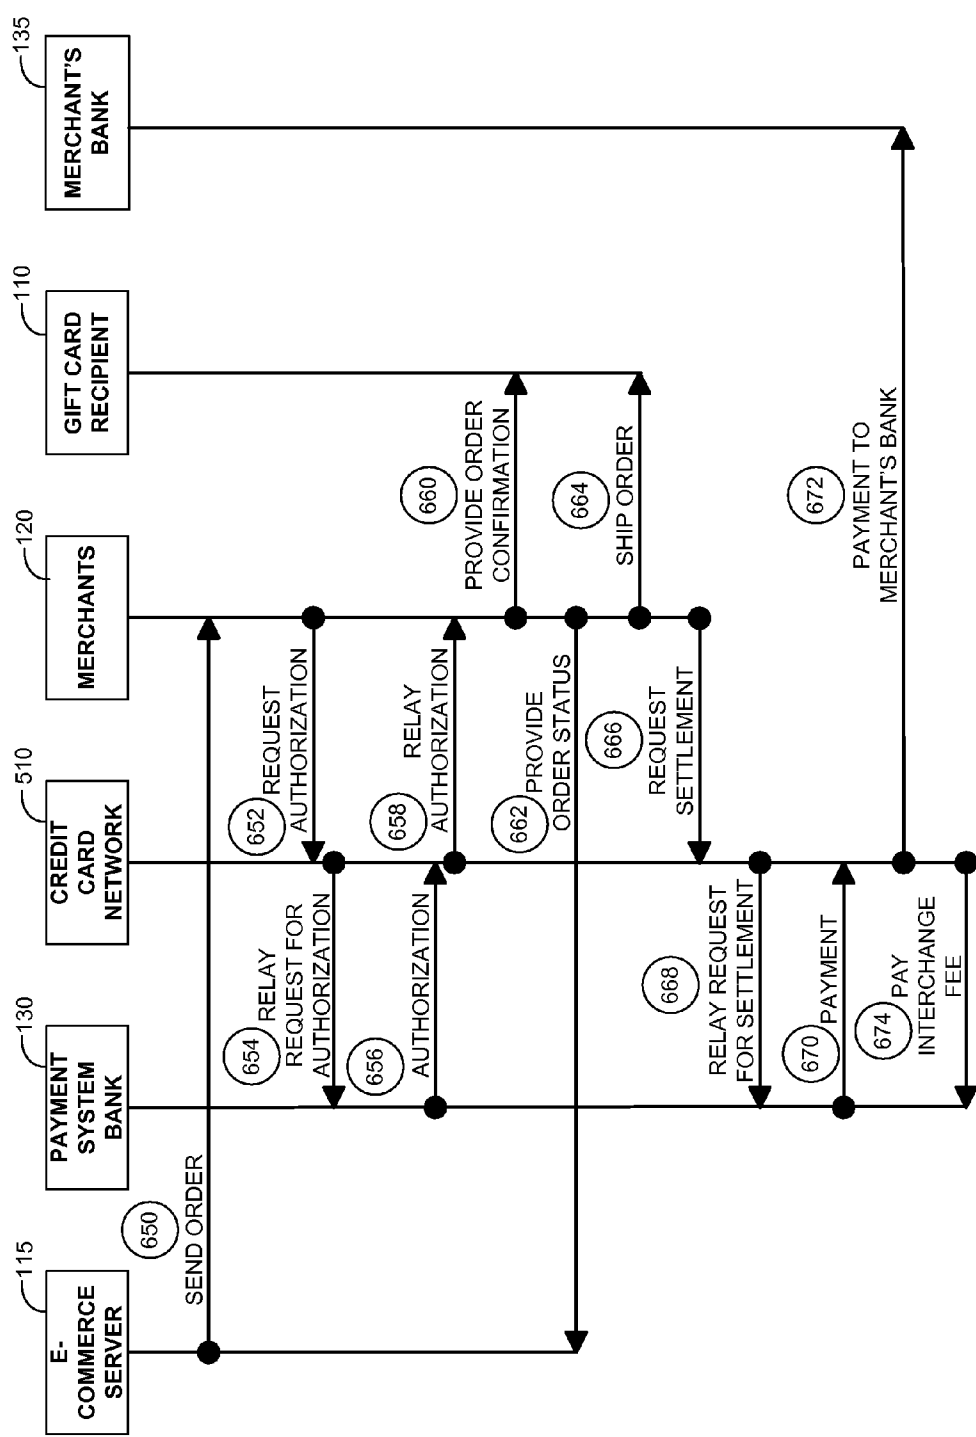 115
E-
COMMERCE
SERVER
130
PAYMENT
SYSTEM
BANK
510
CREDIT
CARD
NETWORK
120
MERCHANTS
110
GIFT CARD
RECIPIENT
135
MERCHANT'S
BANK
650
SEND ORDER
652 REQUEST
AUTHORIZATION
654 RELAY
REQUEST FOR
AUTHORIZATION
656
AUTHORIZATION
658
RELAY
AUTHORIZATION
660
PROVIDE ORDER
CONFIRMATION
662 PROVIDE
ORDER STATUS
664
SHIP ORDER
666
REQUEST
SETTLEMENT
668
RELAY REQUEST
FOR SETTLEMENT
670 PAYMENT
672
PAYMENT TO
MERCHANT'S BANK
674 PAY
INTERCHANGE
FEE